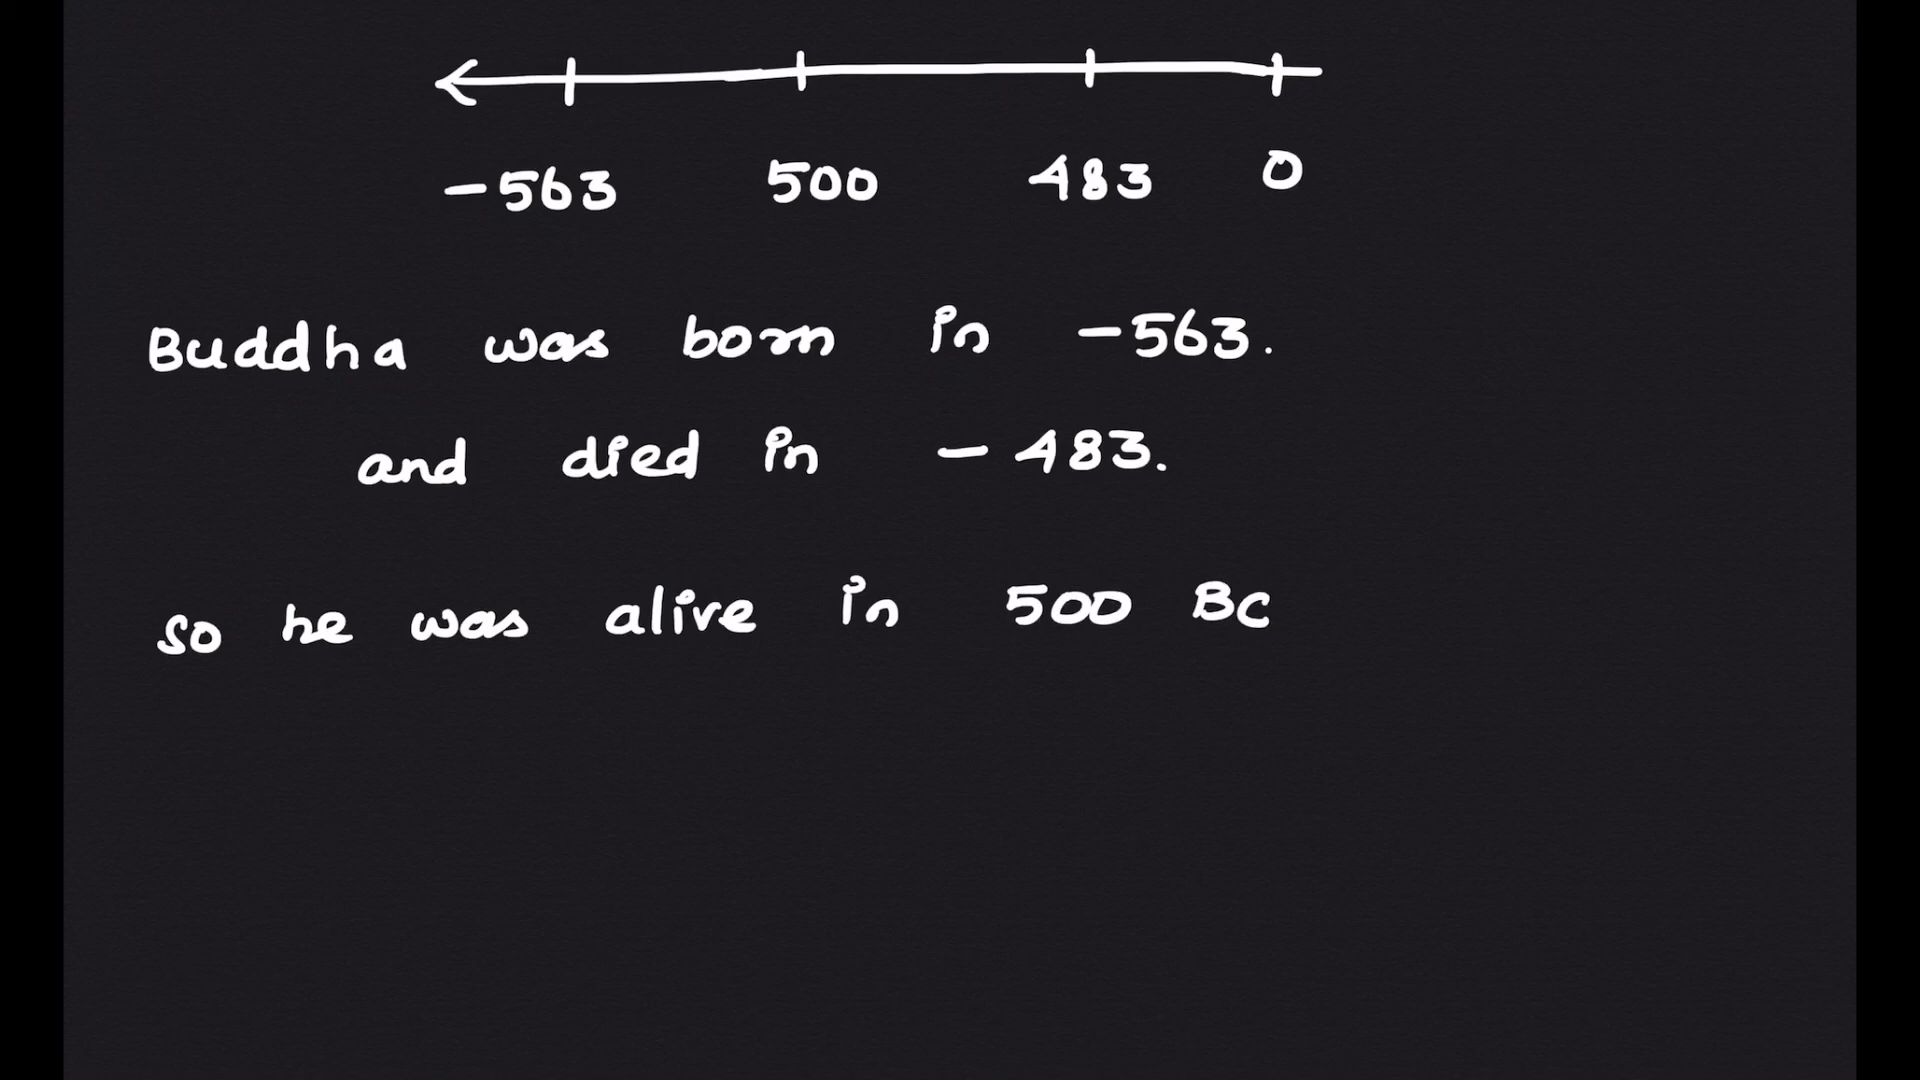 -563 500 483 0
Buddha was born in -563.
and died in - 483.
so he was alive in 500 BC